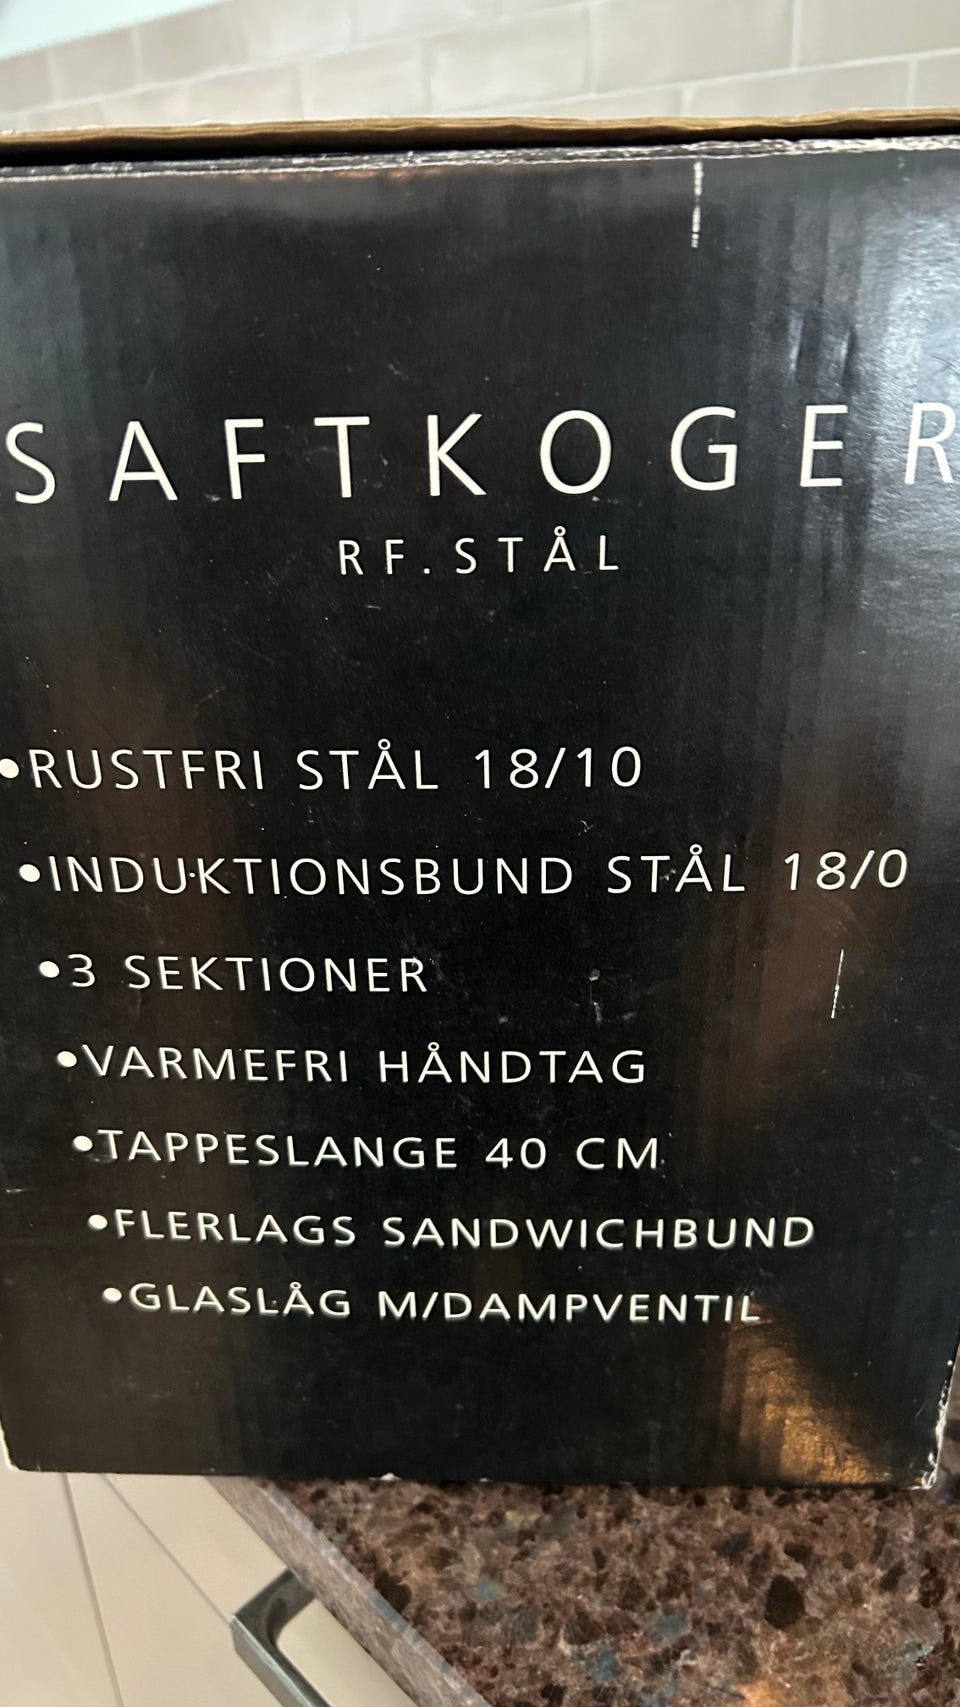 SAFTKOGER
RF.STÅL
•RUSTFRI STÅL 18/10
•INDUKTIONSBUND STÅL 18/0
•3 SEKTIONER
•VARMEFRI HÅNDTAG
•TAPPESLANGE 40 CM
•FLERLAGS SANDWICHBUND
•GLASLÅG M/DAMPVENTIL